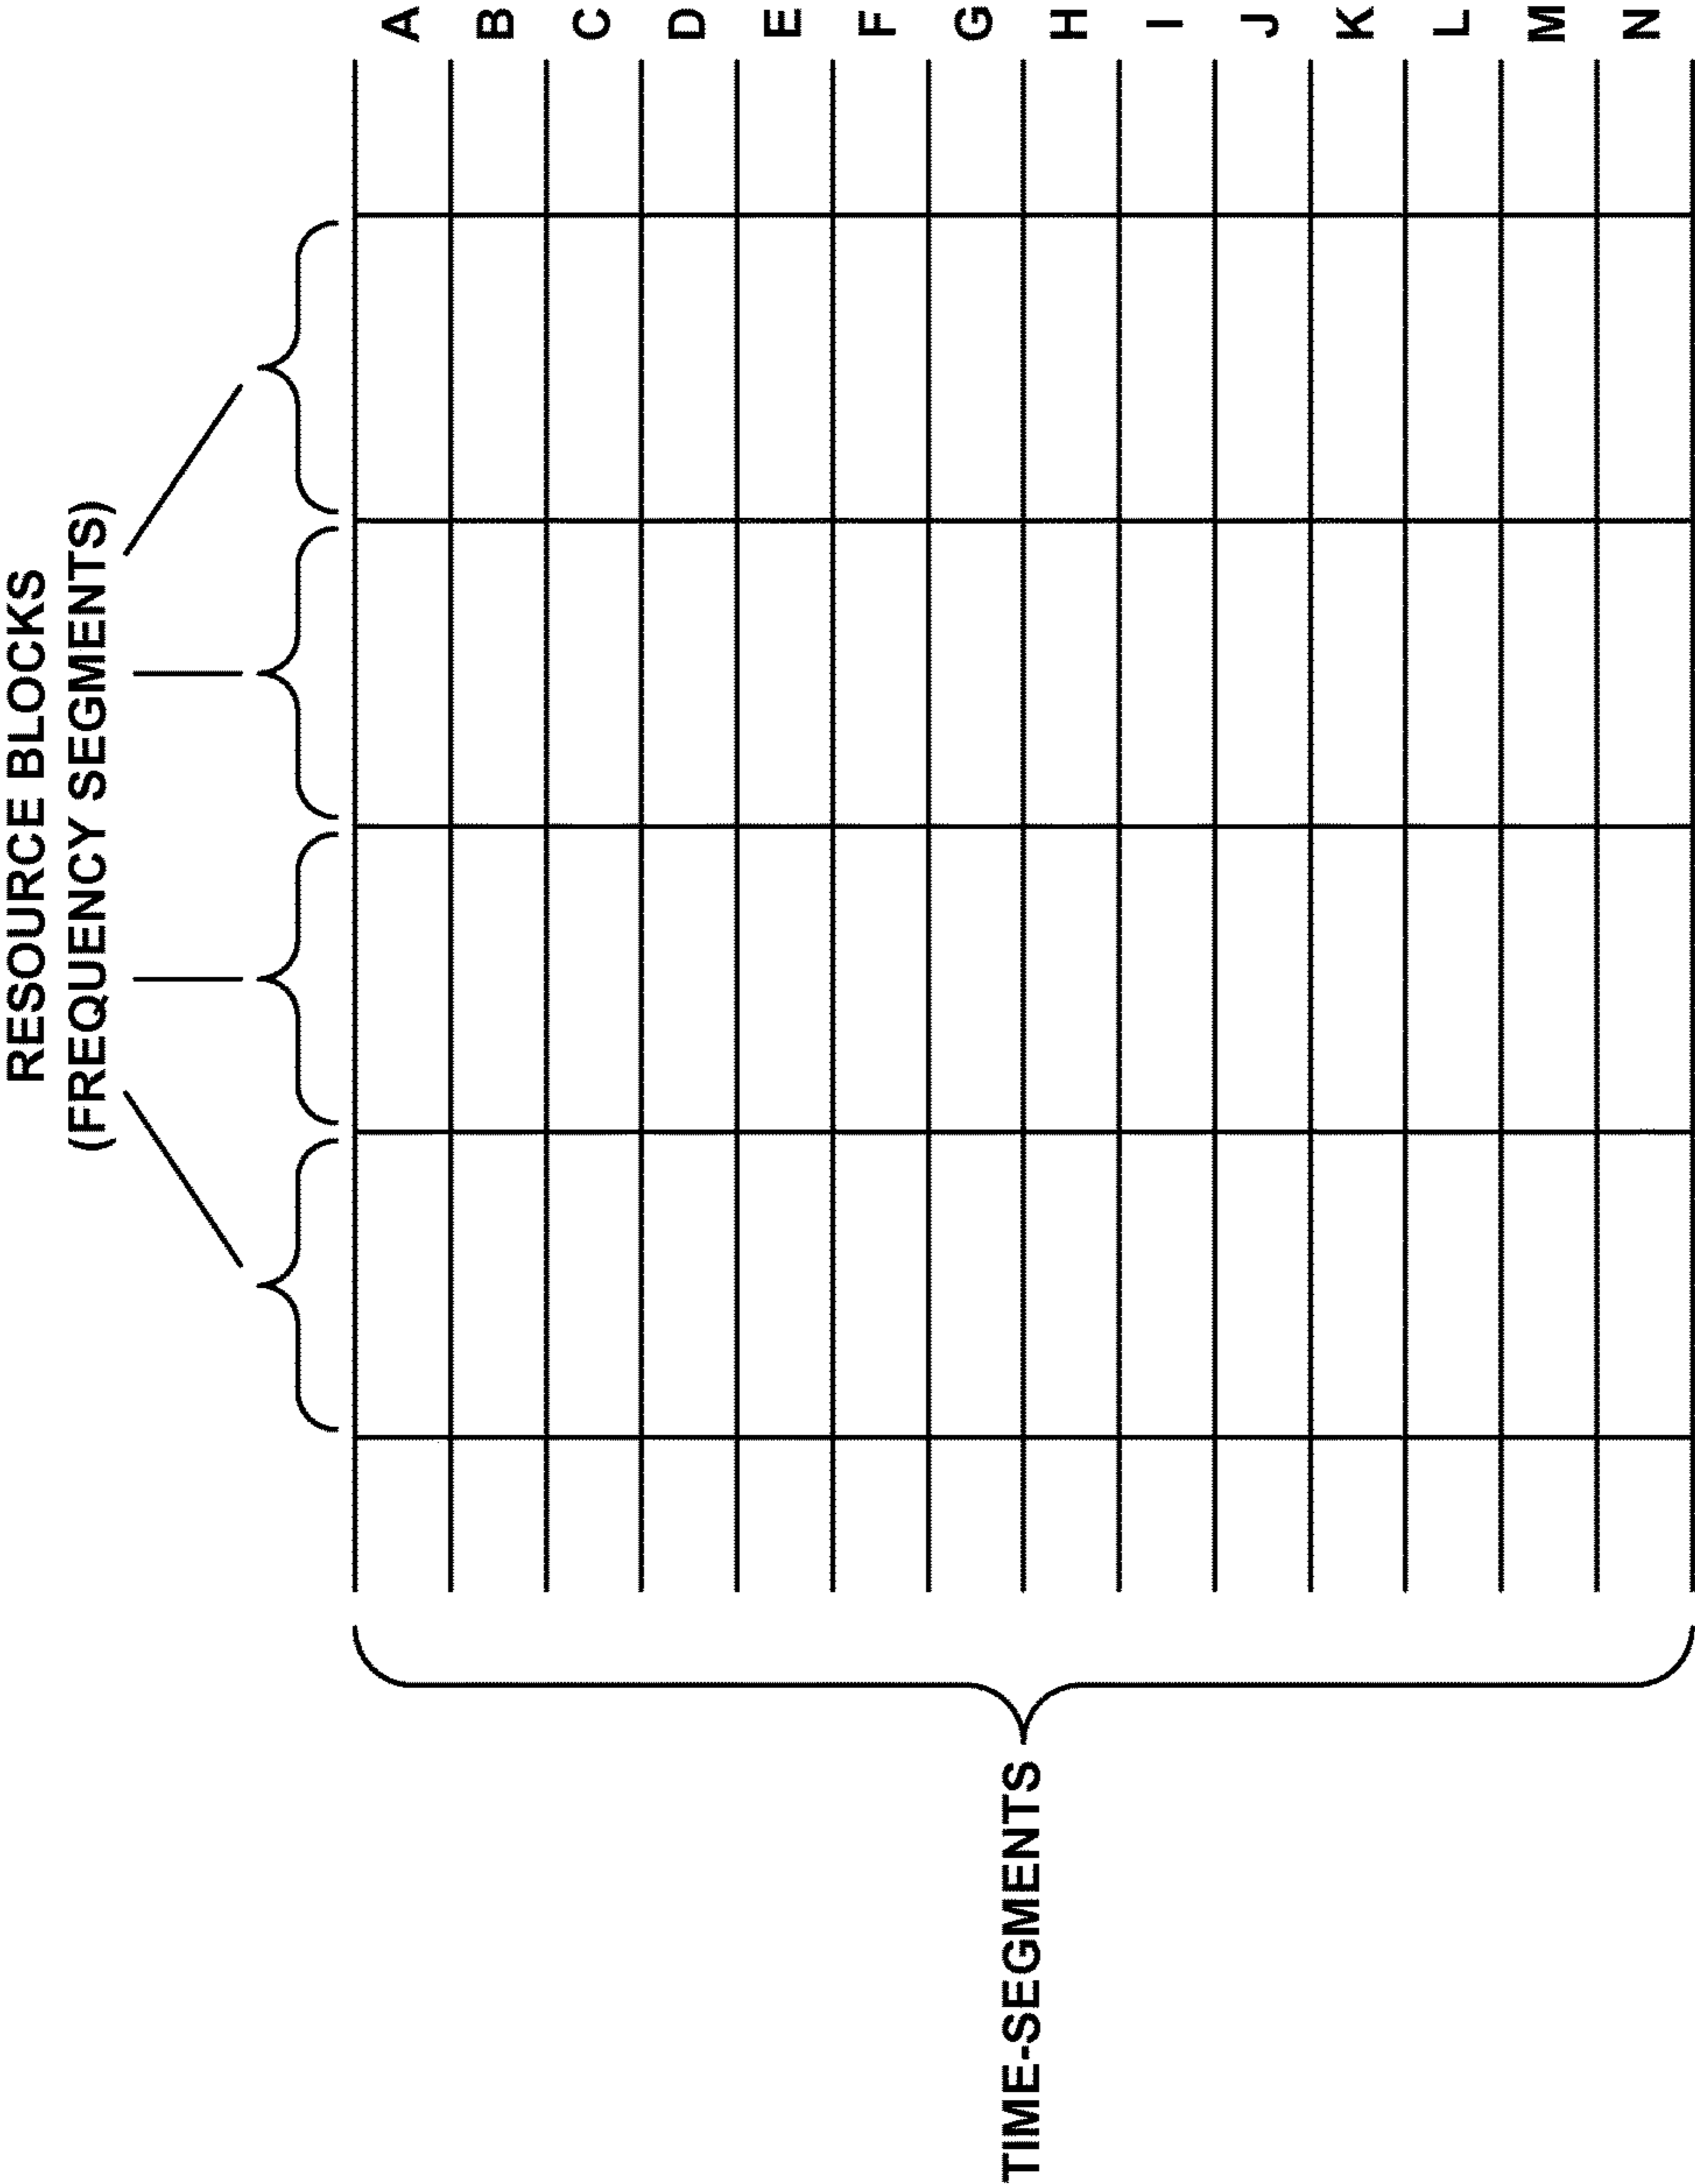 RESOURCE BLOCKS
(FREQUENCY SEGMENTS)
TIME-SEGMENTS
A
B
C
D
E
F
G
H
I
J
K
L
M
N